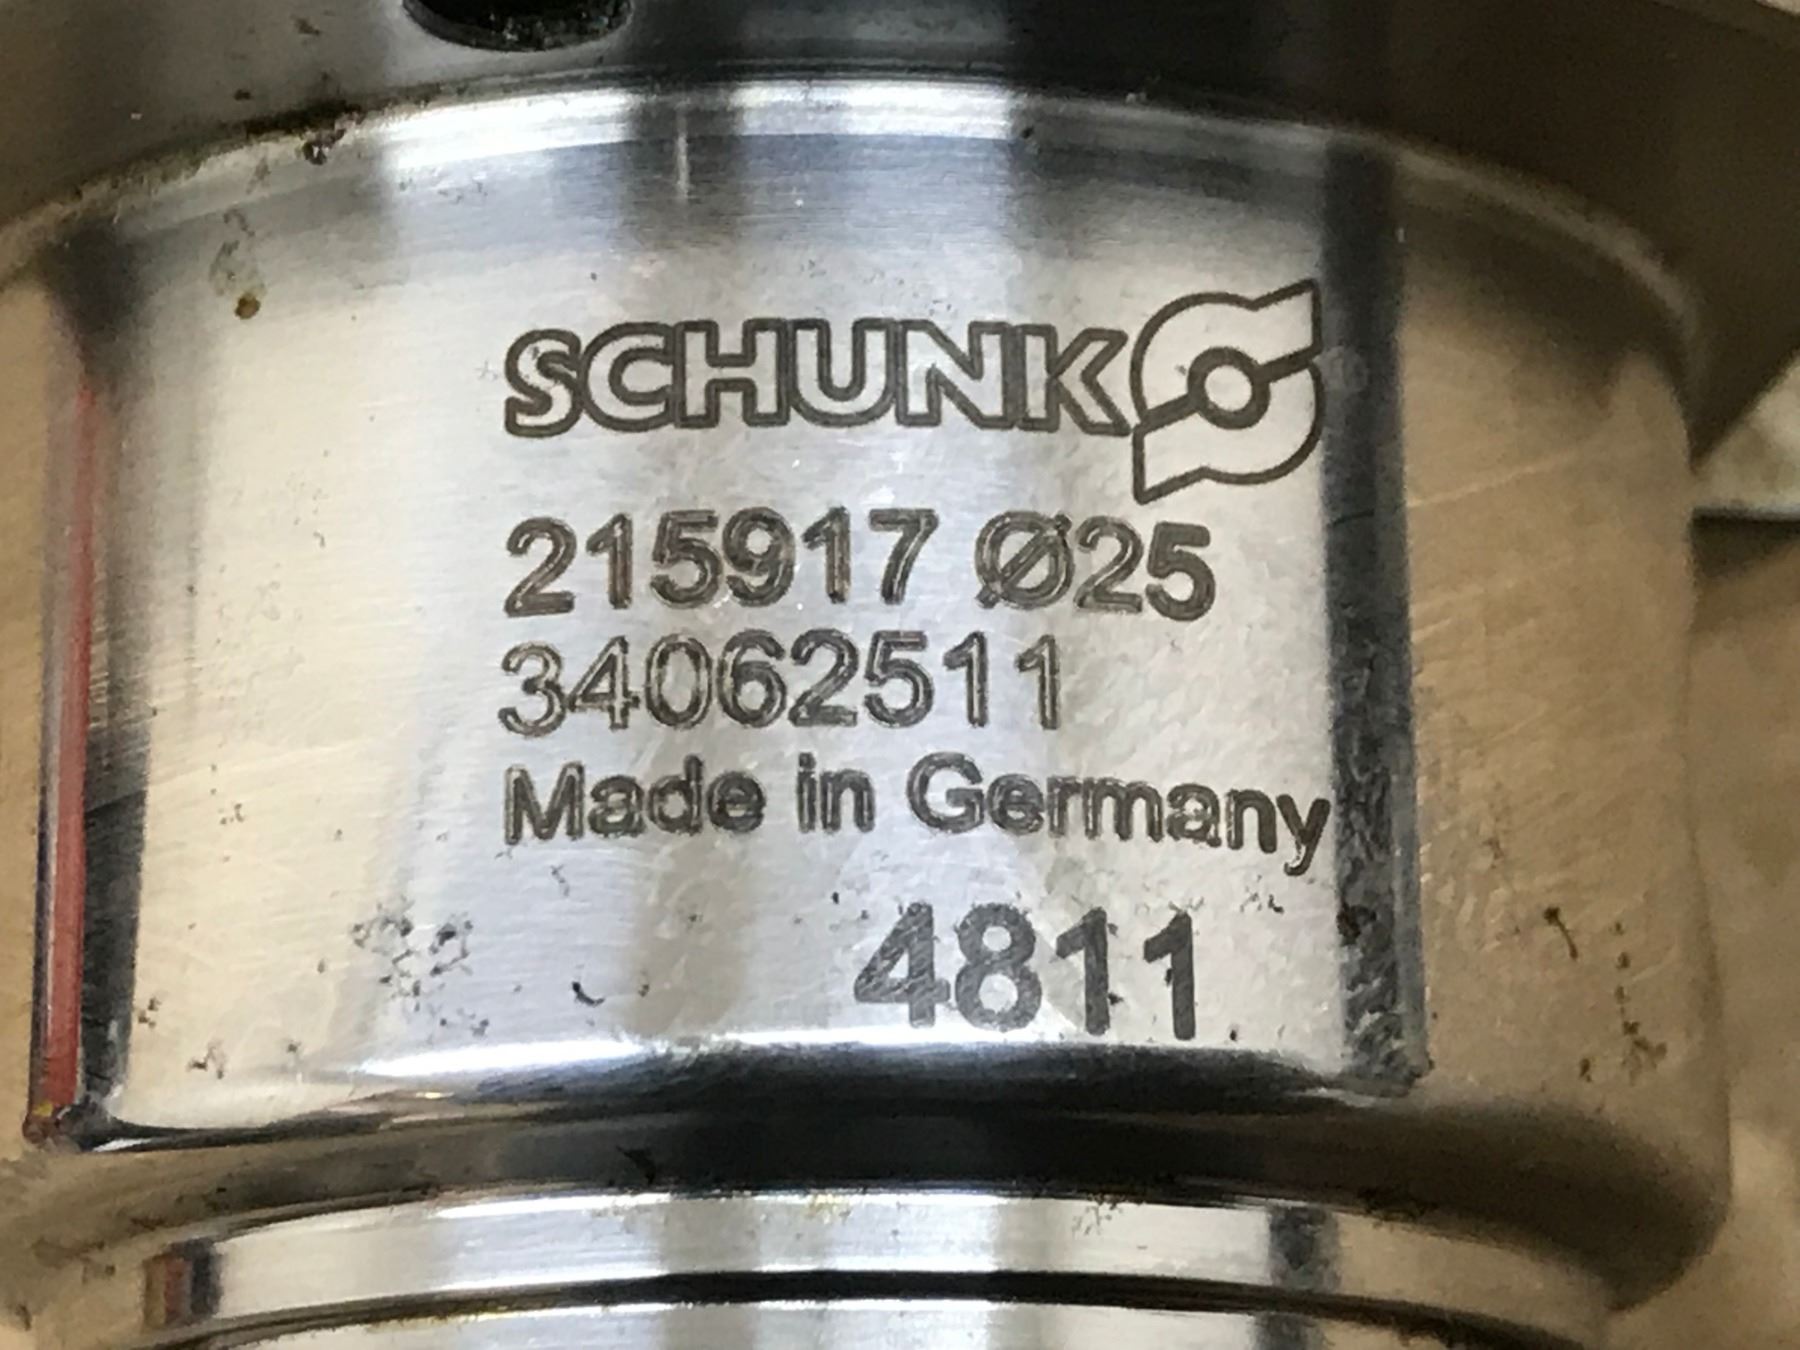 SCHUNK
215917 Ø25
34062511
Made in Germany
4811